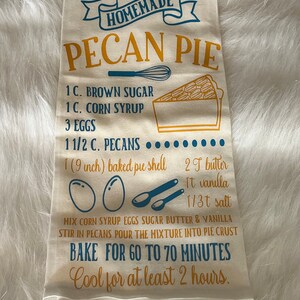 HOMEMADE
PECAN PIE
1 C. BROWN SUGAR
1 C. CORN SYRUP
3 EGGS
1 1/2 C. PECANS
1 (9 inch) baked pie shell
2 T butter
1 t vanilla
1/3 t salt
MIX CORN SYRUP EGGS SUGAR BUTTER & VANILLA
STIR IN PECANS POUR THE MIXTURE INTO PIE CRUST
BAKE FOR 60 TO 70 MINUTES
Cool for at least 2 hours.